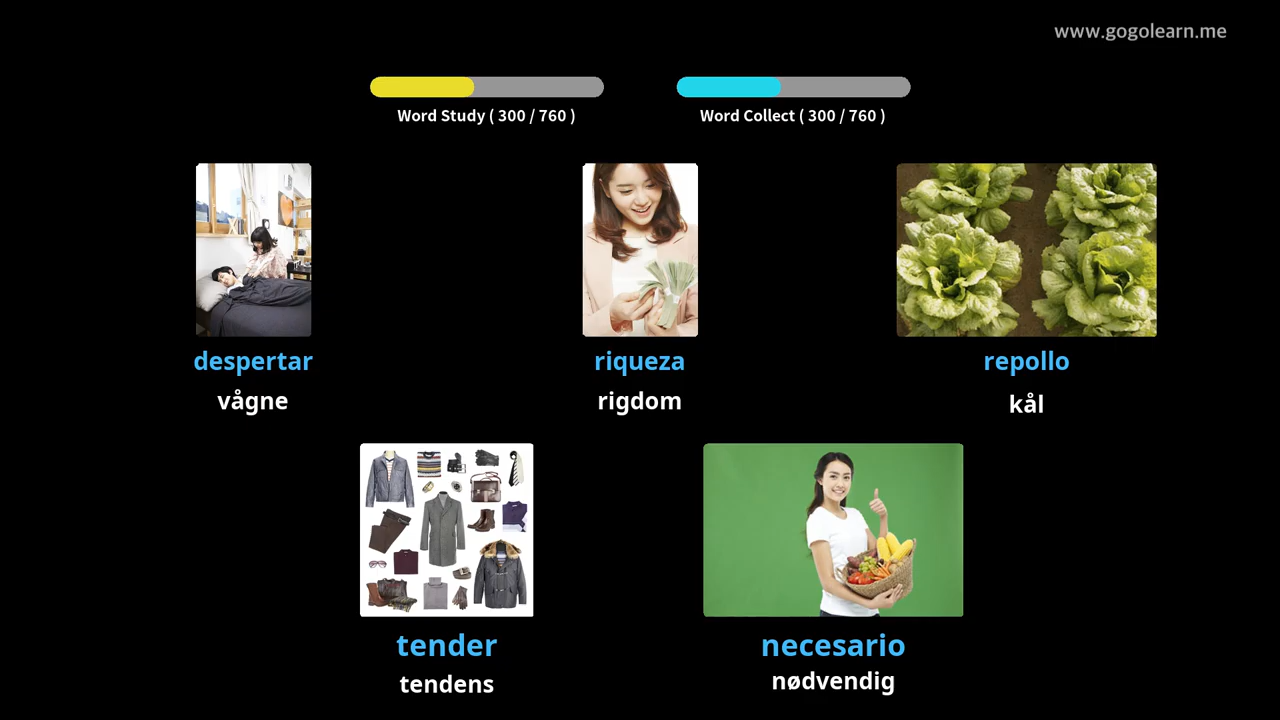 www.gogolearn.me
Word Study ( 300 / 760 )
Word Collect ( 300 / 760 )
despertar
vågne
riqueza
rigdom
repollo
kål
tender
tendens
necesario
nødvendig